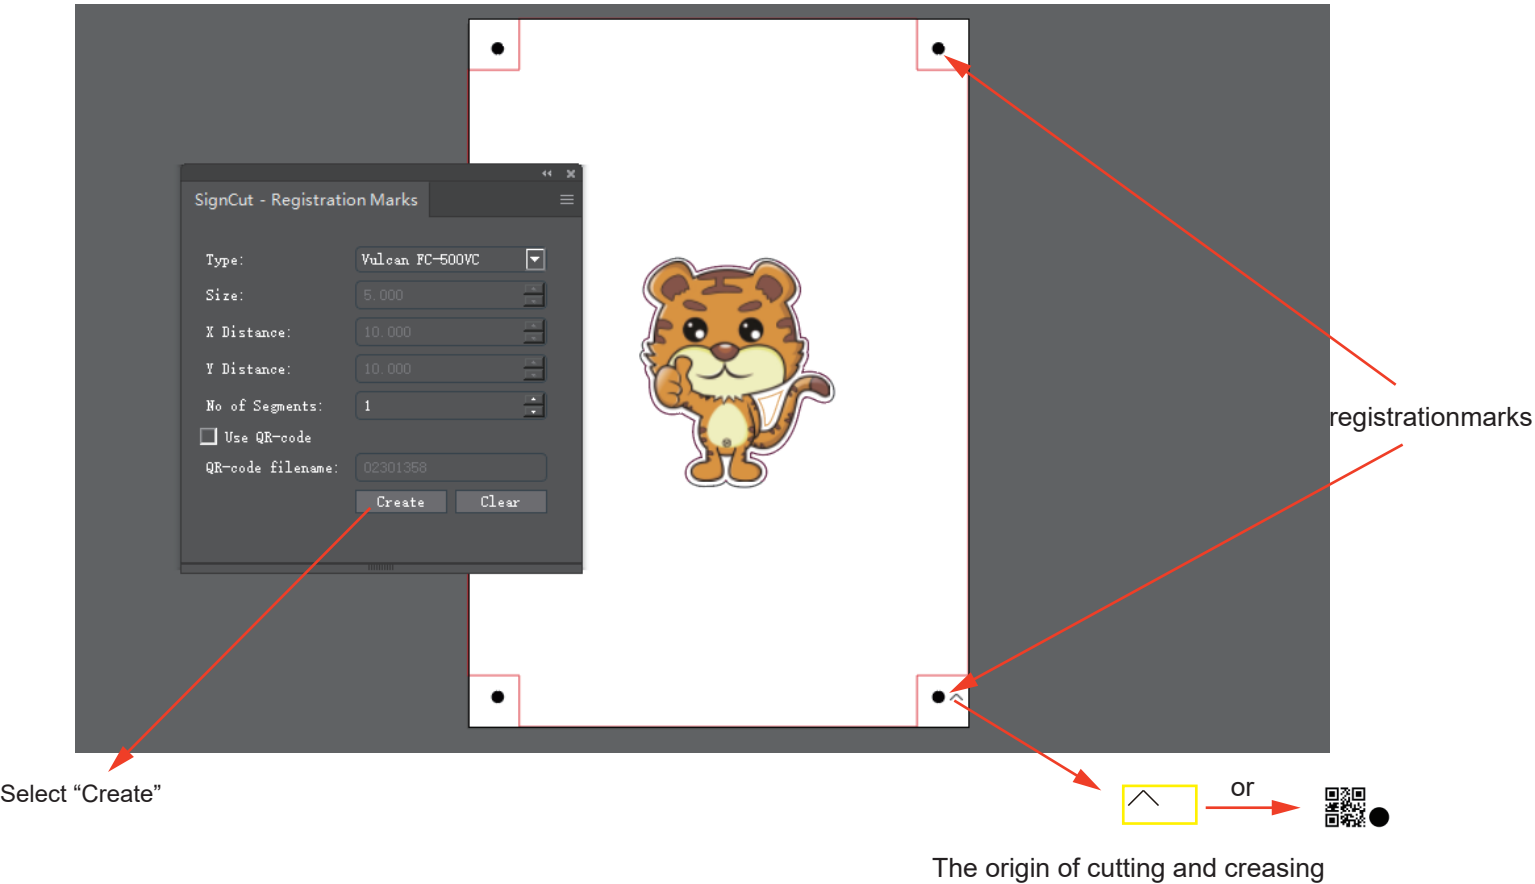 SignCut - Registration Marks
Type: Vulcan FC-500VC
Size: 5.000
X Distance: 10.000
Y Distance: 10.000
No of Segments: 1
Use QR-code
QR-code filename: 02301358
Create Clear
registrationmarks
Select “Create”
or
The origin of cutting and creasing